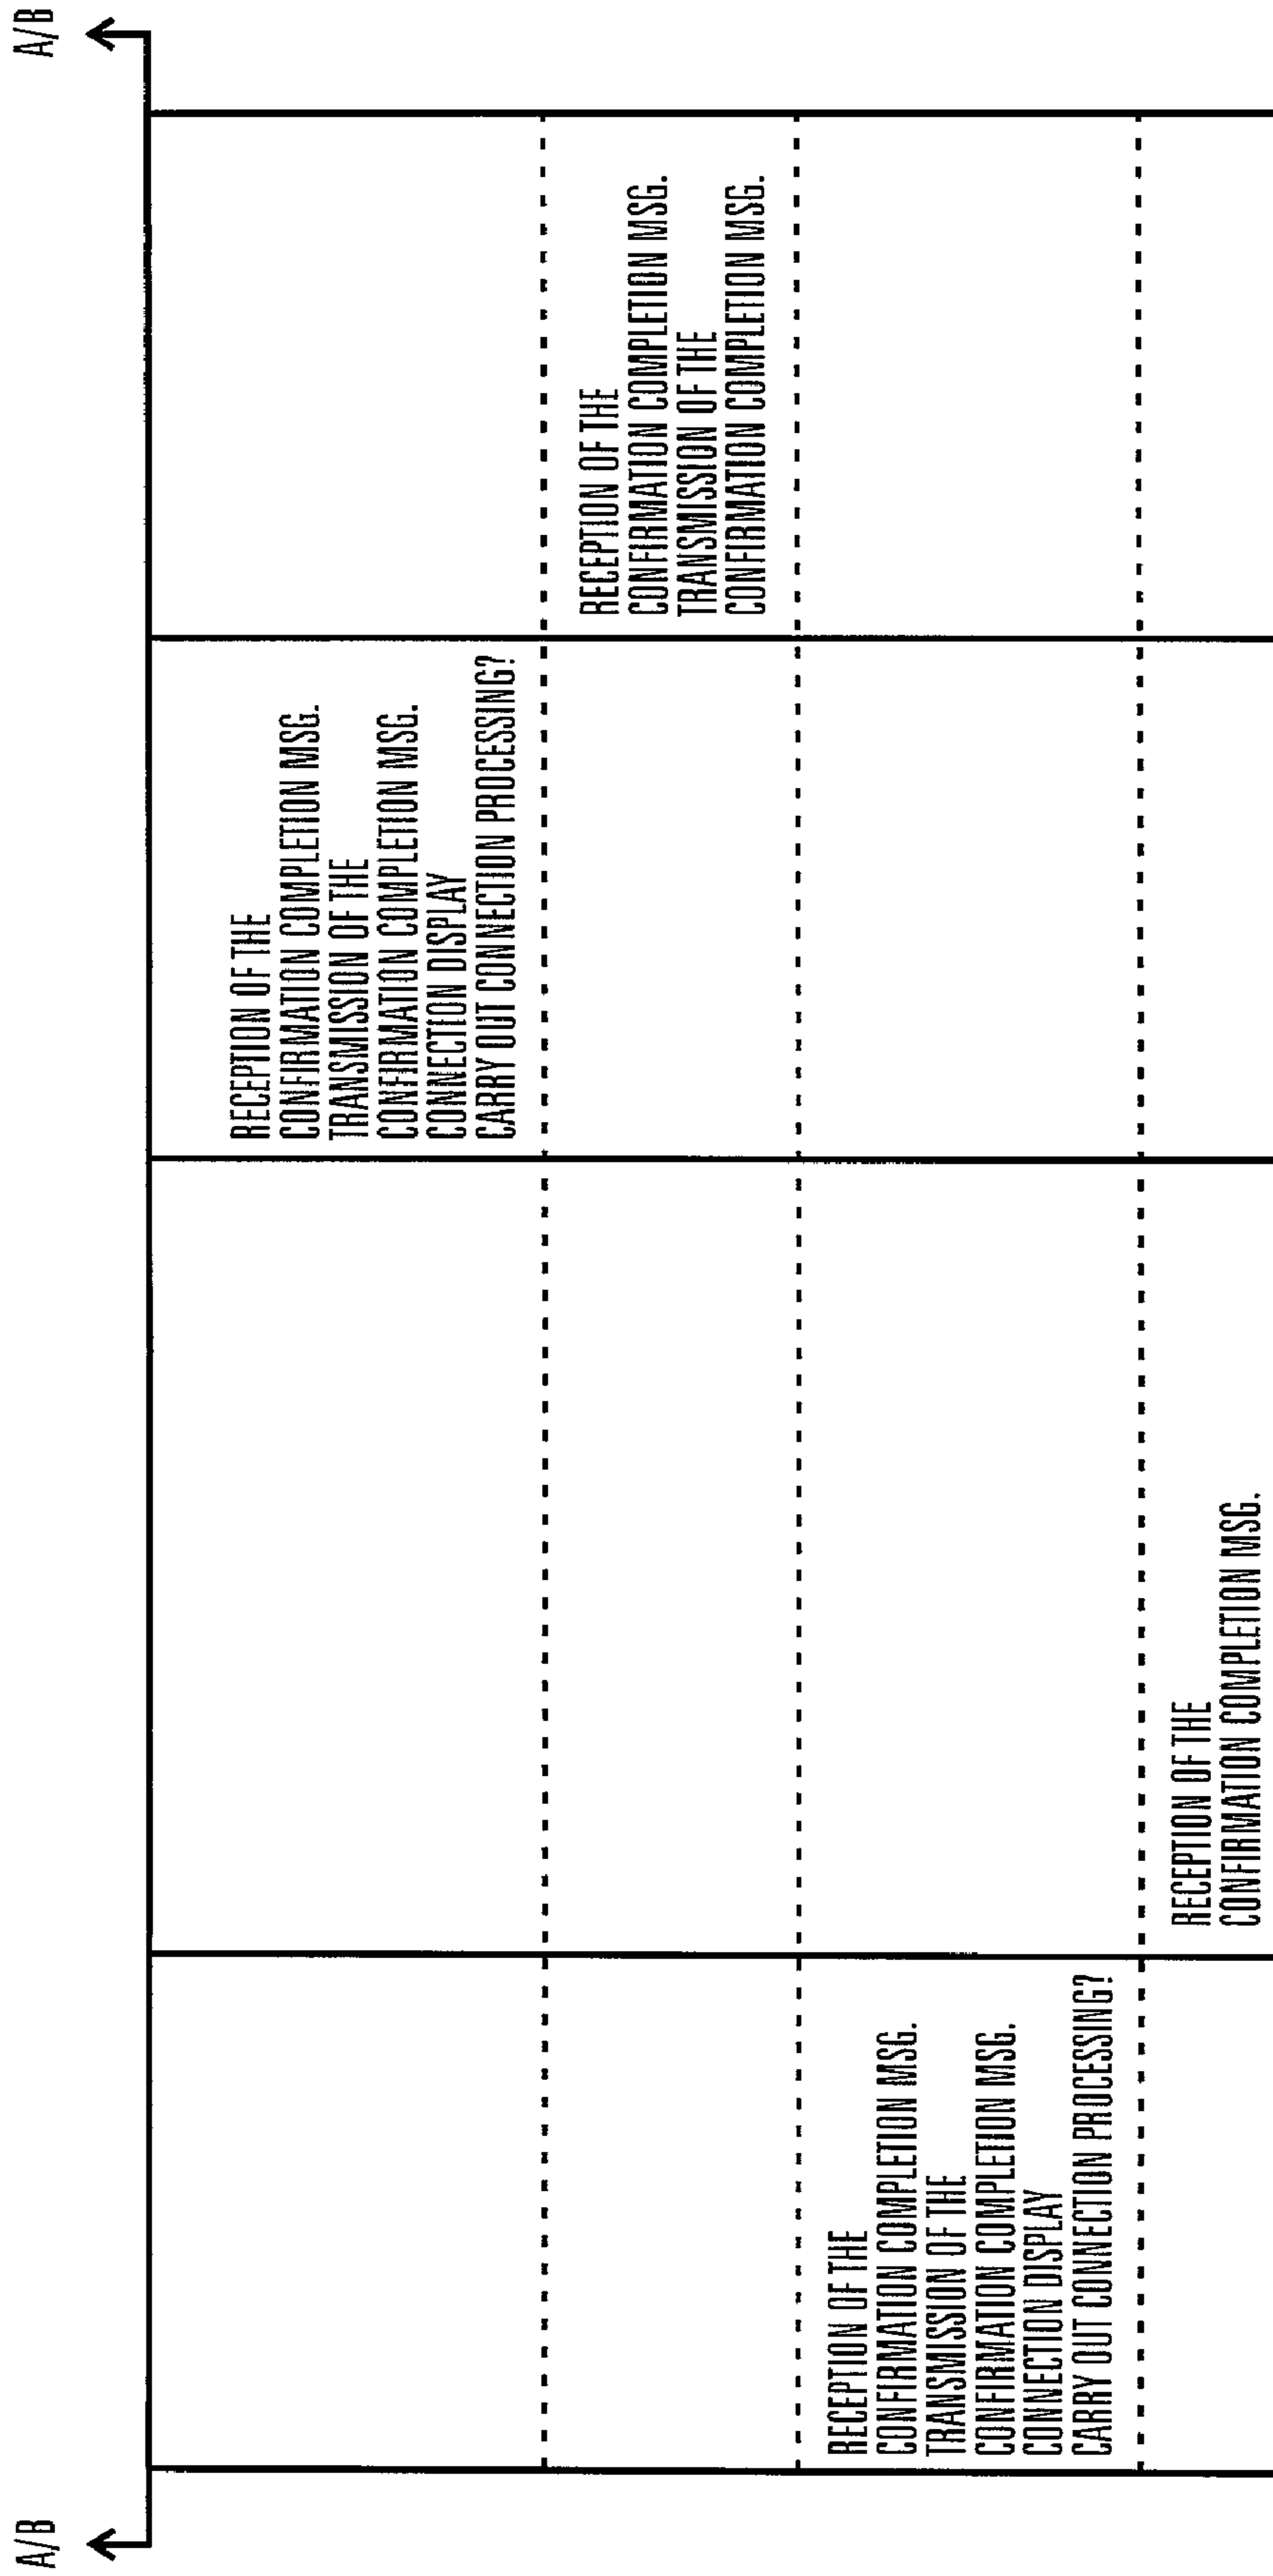 A/B
A/B
RECEPTION OF THE
CONFIRMATION COMPLETION MSG.
TRANSMISSION OF THE
CONFIRMATION COMPLETION MSG.
CONNECTION DISPLAY
CARRY OUT CONNECTION PROCESSING?
RECEPTION OF THE
CONFIRMATION COMPLETION MSG.
TRANSMISSION OF THE
CONFIRMATION COMPLETION MSG.
RECEPTION OF THE
CONFIRMATION COMPLETION MSG.
TRANSMISSION OF THE
CONFIRMATION COMPLETION MSG.
CONNECTION DISPLAY
CARRY OUT CONNECTION PROCESSING?
RECEPTION OF THE
CONFIRMATION COMPLETION MSG.